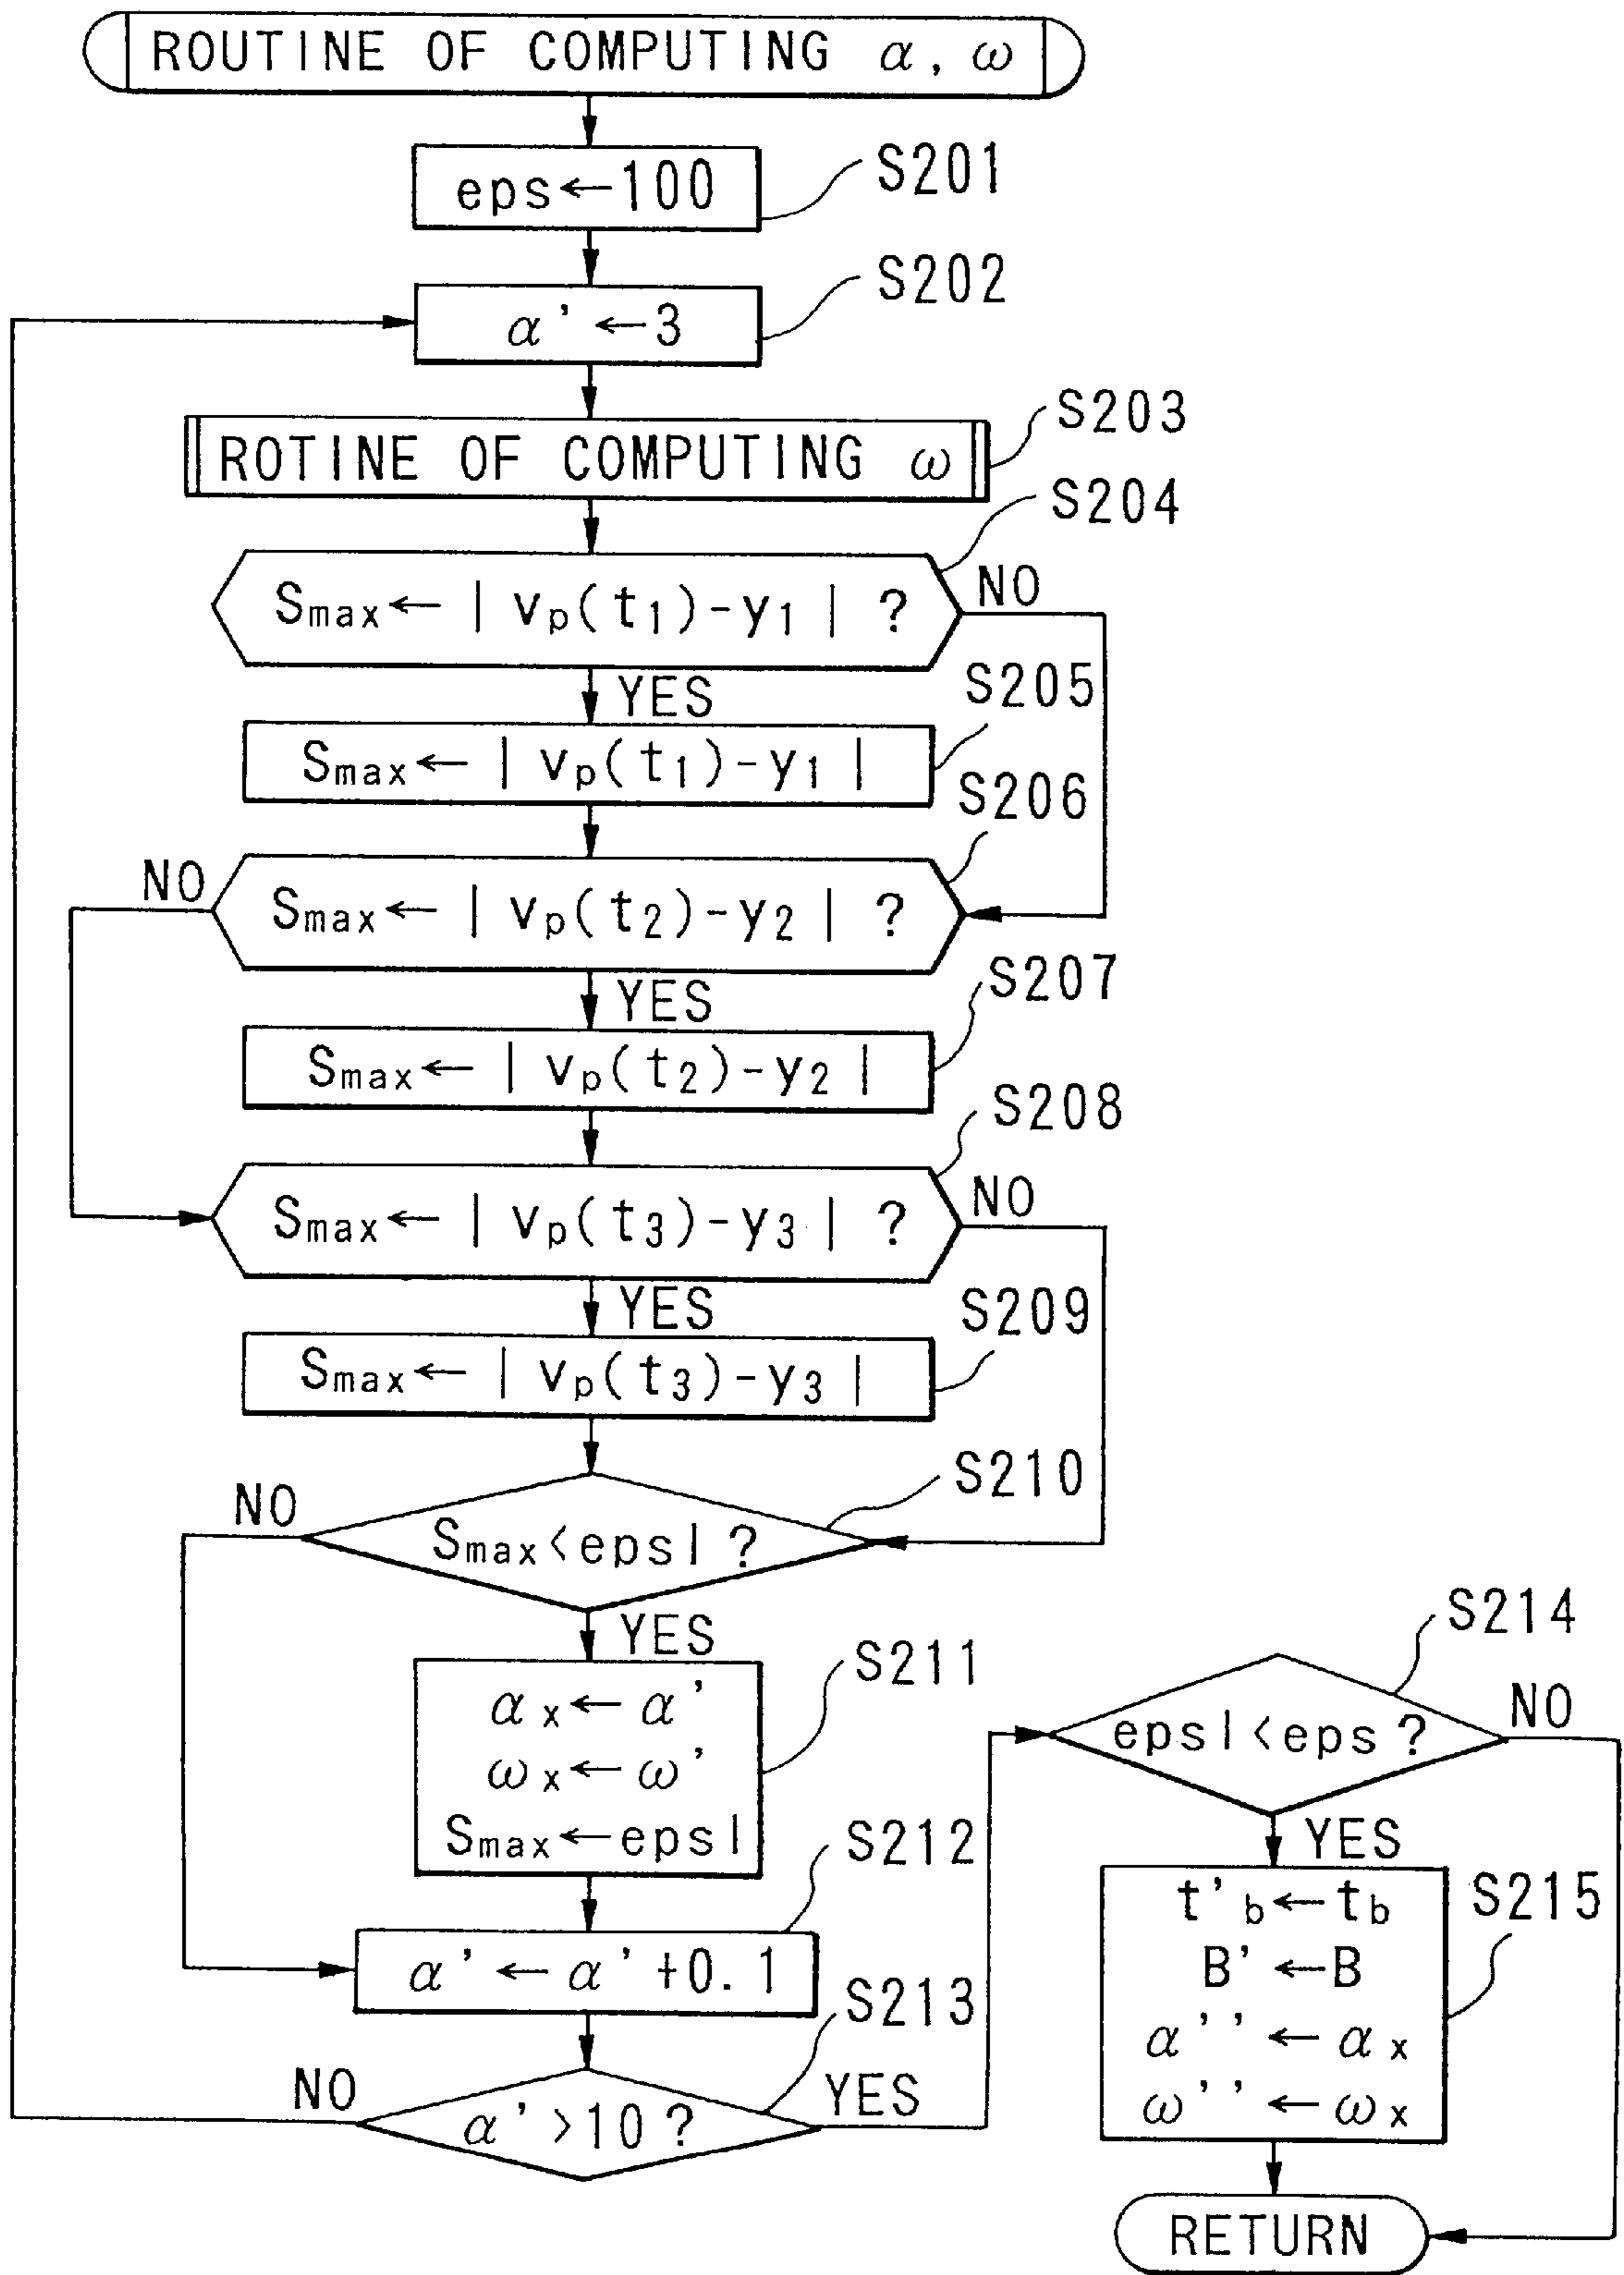 ROUTINE OF COMPUTING α, ω
eps←100
S201
α'←3
S202
ROTINE OF COMPUTING ω
S203
Smax←|vp(t1)-y1| ?
S204
NO
YES
Smax←|vp(t1)-y1|
S205
Smax←|vp(t2)-y2| ?
S206
NO
YES
Smax←|vp(t2)-y2|
S207
Smax←|vp(t3)-y3| ?
S208
NO
YES
Smax←|vp(t3)-y3|
S209
Smax<epsl ?
S210
NO
YES
αx←α'
ωx←ω'
Smax←epsl
S211
α'←α'+0.1
S212
α'>10 ?
S213
NO
YES
epsl<eps ?
S214
NO
YES
t'b←tb
B'←B
α''←αx
ω''←ωx
S215
RETURN